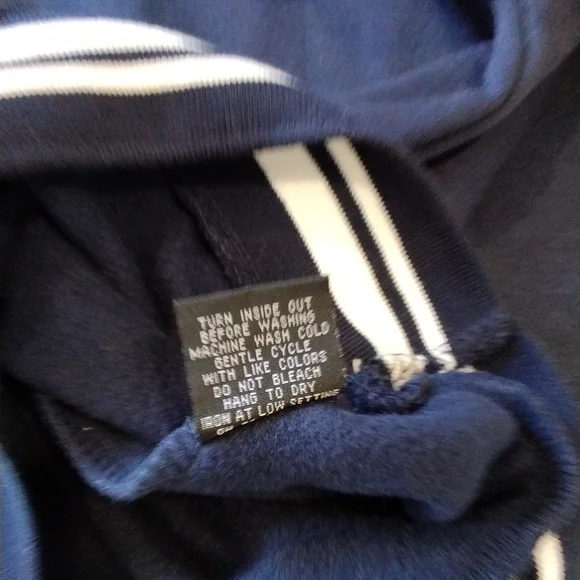 TURN INSIDE OUT
BEFORE WASHING
MACHINE WASH COLD
GENTLE CYCLE
WITH LIKE COLORS
DO NOT BLEACH
HANG TO DRY
IRON AT LOW SETTING